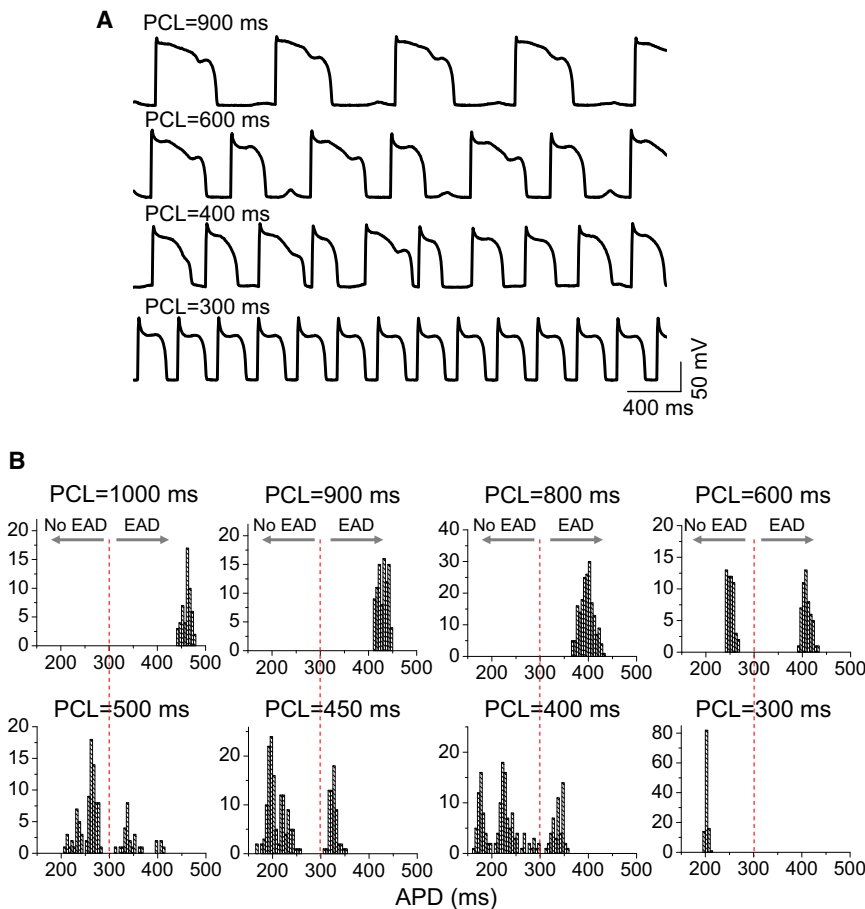 A
PCL=900 ms
PCL=600 ms
PCL=400 ms
PCL=300 ms
50 mV
400 ms
B
PCL=1000 ms PCL=900 ms PCL=800 ms PCL=600 ms
No EAD EAD No EAD EAD No EAD EAD No EAD EAD
20 15 10 5 0
20 15 10 5 0
40 30 20 10 0
20 15 10 5 0
200 300 400 500 200 300 400 500 200 300 400 500 200 300 400 500
PCL=500 ms PCL=450 ms PCL=400 ms PCL=300 ms
20 15 10 5 0
20 10 0
20 10 0
80 60 40 20 0
200 300 400 500 200 300 400 500 200 300 400 500 200 300 400 500
APD (ms)